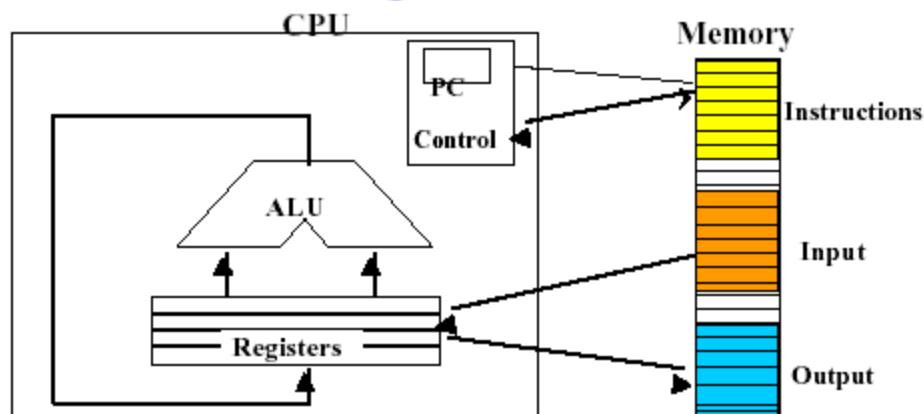 CPU
Memory
PC
Instructions
Control
ALU
Input
Registers
Output